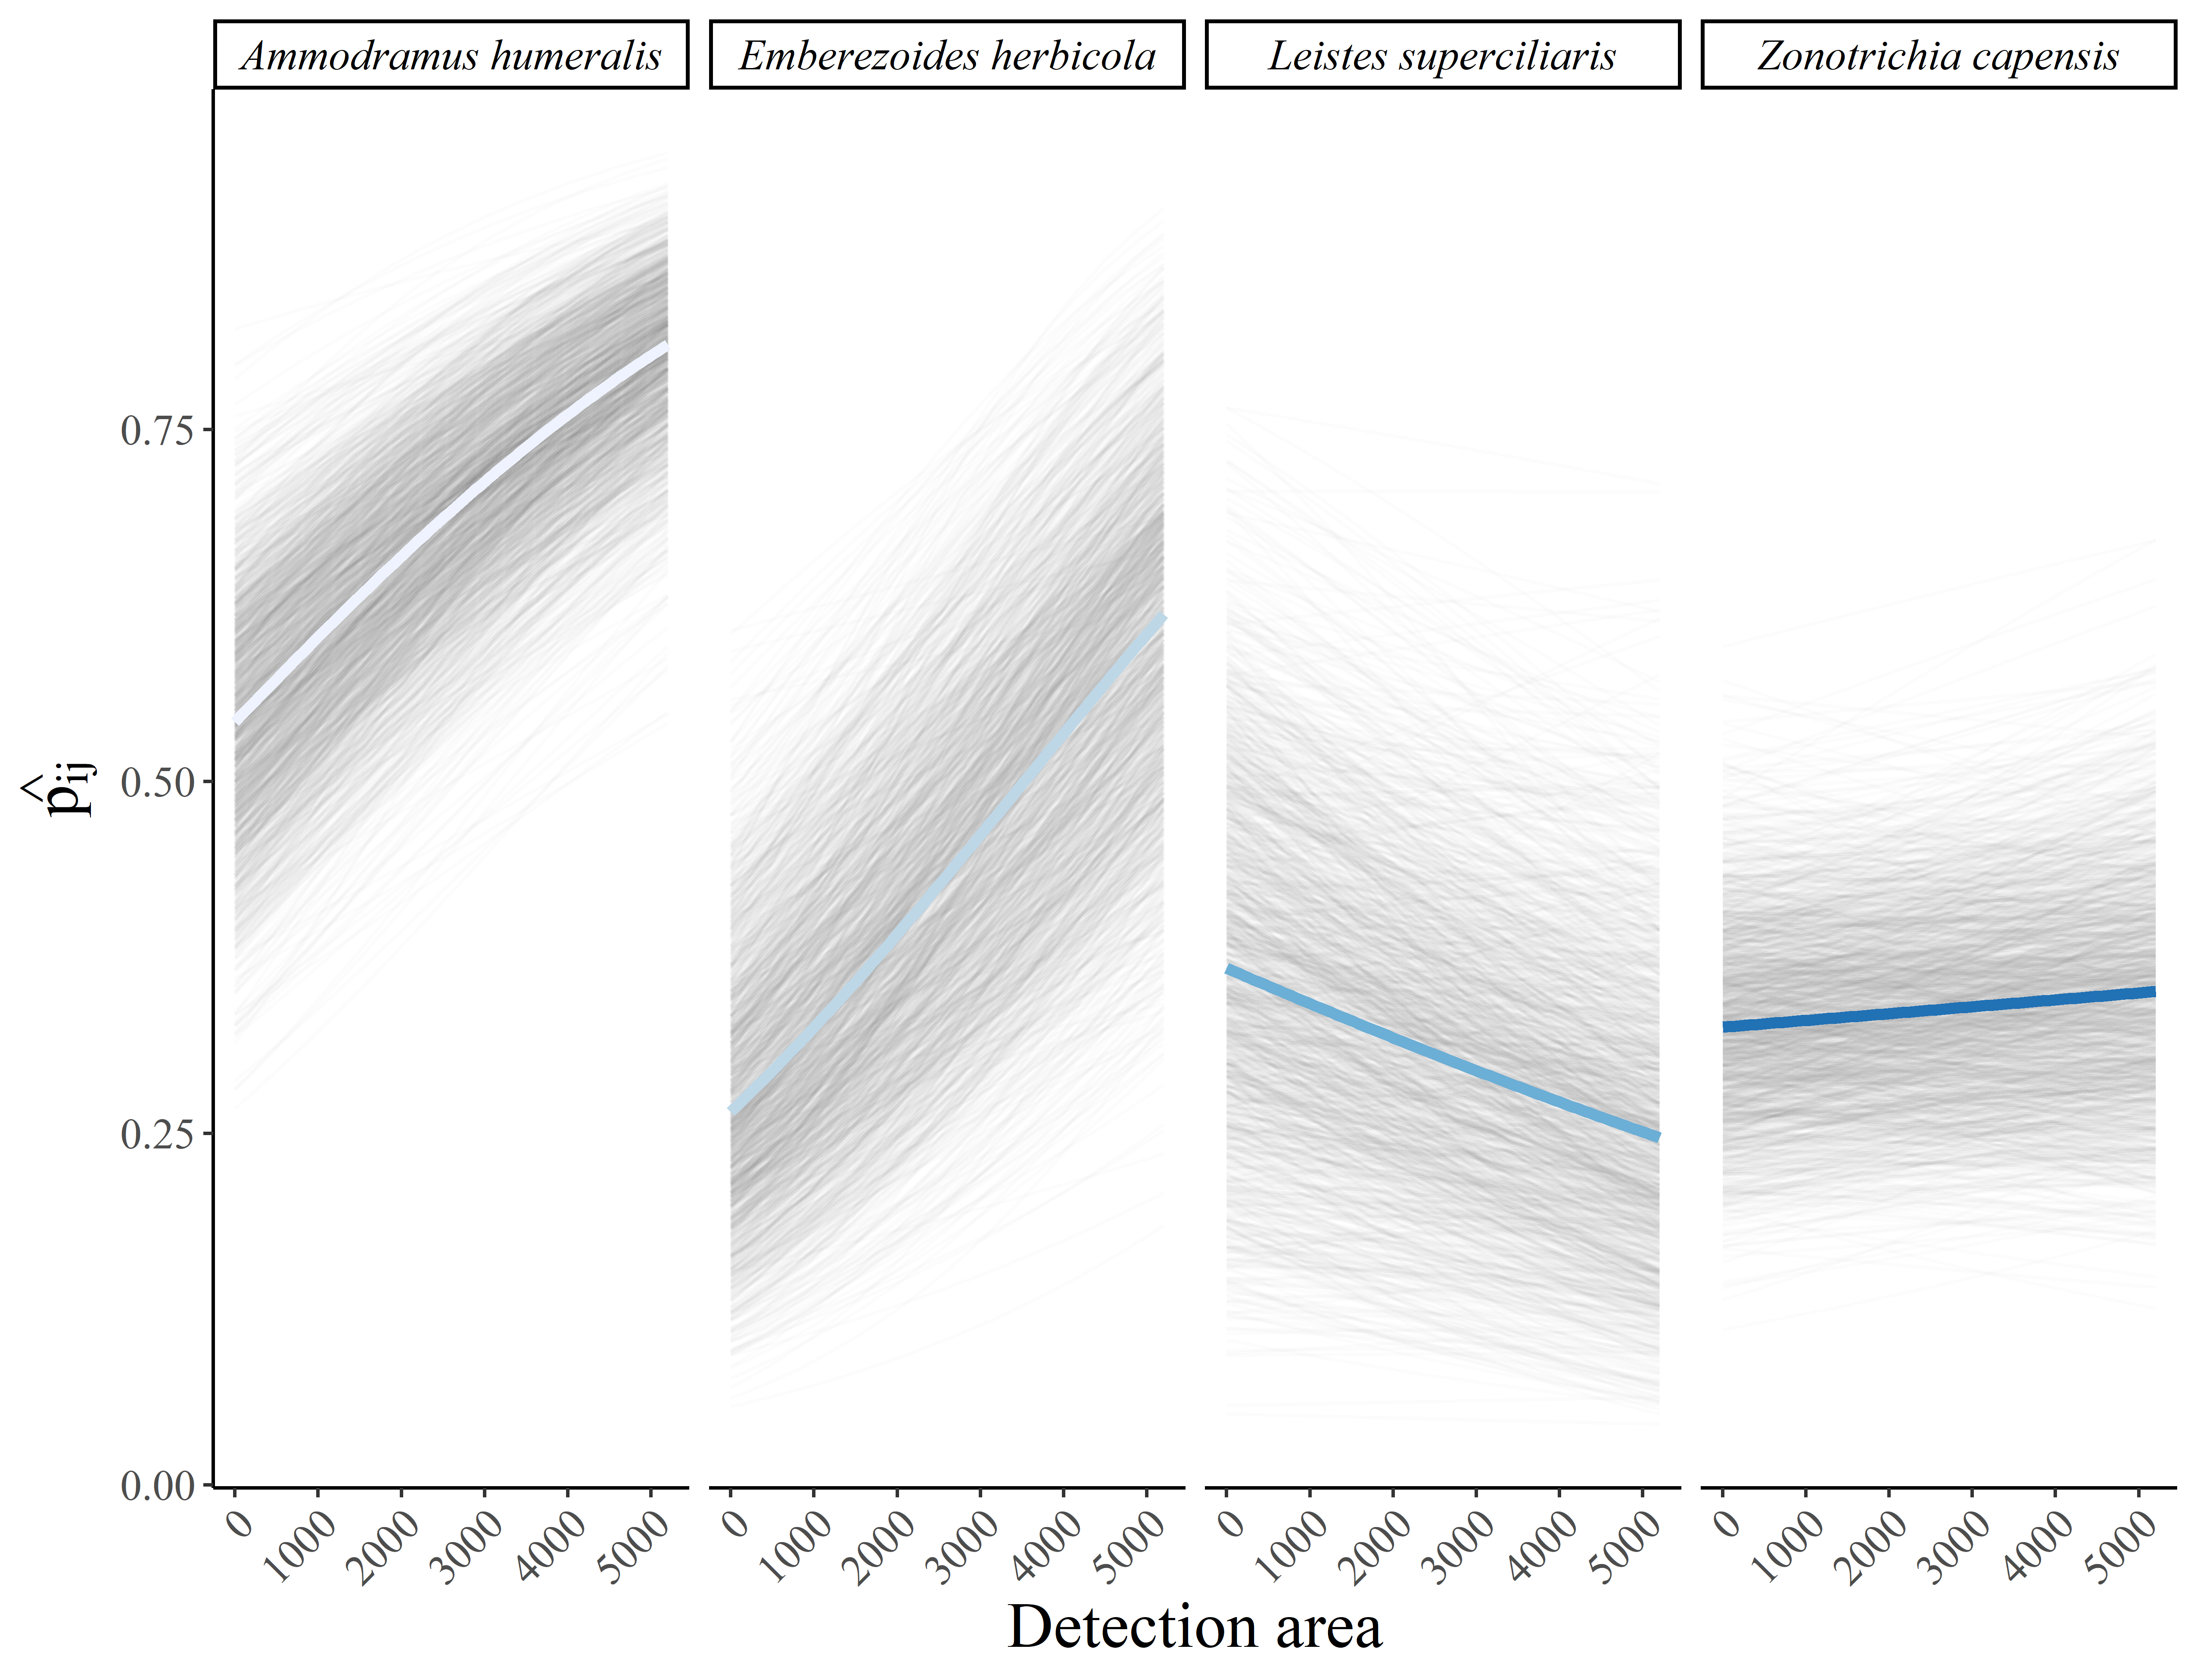 Ammodramus humeralis
Emberezoides herbicola
Leistes superciliaris
Zonotrichia capensis
p̂ij
0.75
0.50
0.25
0.00
0 1000 2000 3000 4000 5000
0 1000 2000 3000 4000 5000
0 1000 2000 3000 4000 5000
0 1000 2000 3000 4000 5000
Detection area